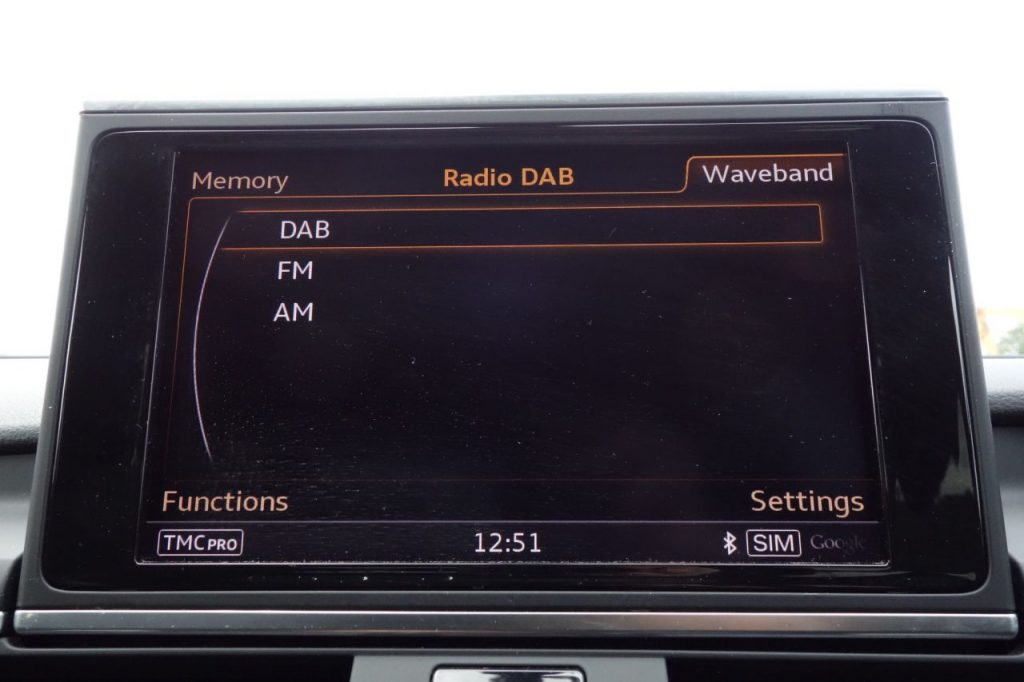 Memory Radio DAB Waveband
DAB
FM
AM
Functions Settings
TMC PRO 12:51 SIM Google